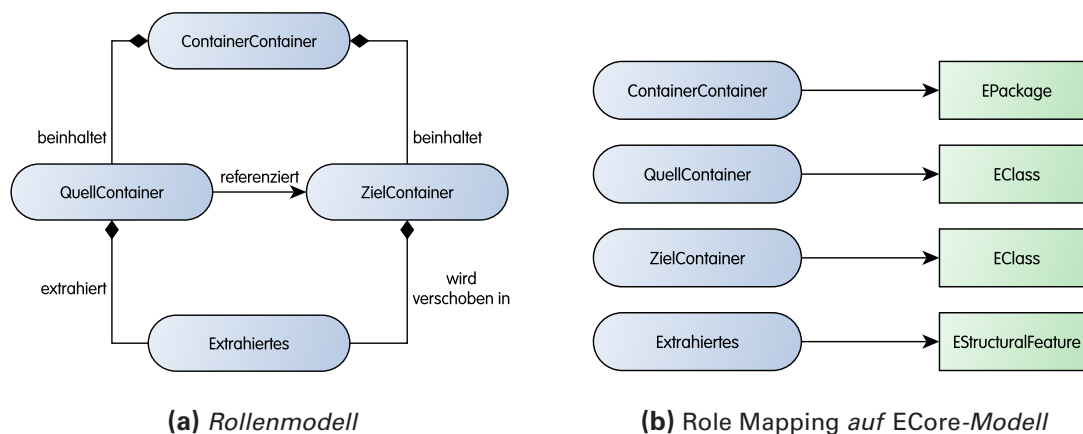 ContainerContainer
beinhaltet
beinhaltet
QuellContainer
referenziert
ZielContainer
extrahiert
wird
verschoben in
Extrahiertes
(a) Rollenmodell
ContainerContainer
EPackage
QuellContainer
EClass
ZielContainer
EClass
Extrahiertes
EStructuralFeature
(b) Role Mapping auf ECore-Modell